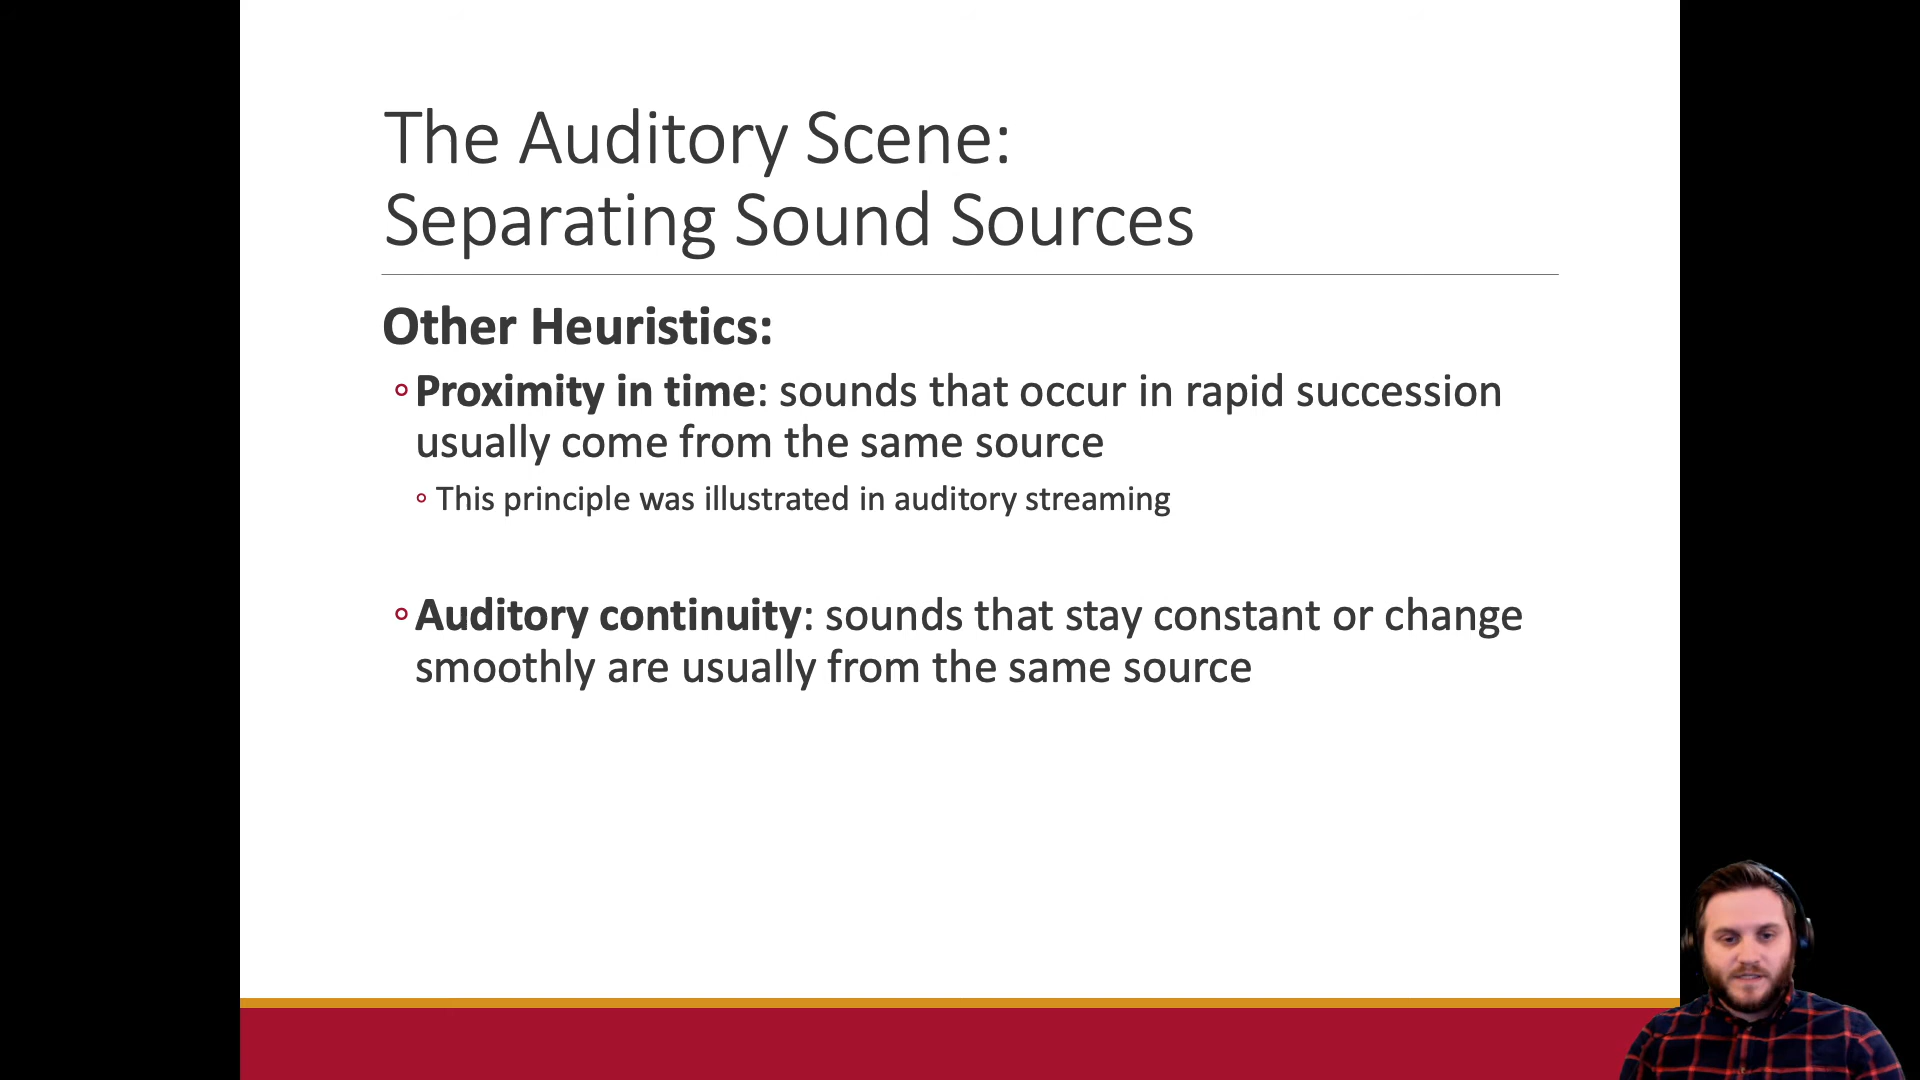 The Auditory Scene:
Separating Sound Sources
Other Heuristics:
◦Proximity in time: sounds that occur in rapid succession
usually come from the same source
◦ This principle was illustrated in auditory streaming
◦Auditory continuity: sounds that stay constant or change
smoothly are usually from the same source